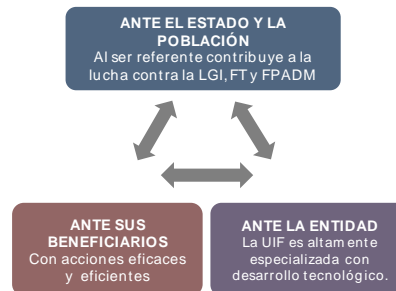 ANTE EL ESTADO Y LA
POBLACIÓN
Al ser referente contribuye a la
lucha contra la LGI, FT y FPADM
ANTE SUS
BENEFICIARIOS
Con acciones eficaces
y eficientes
ANTE LA ENTIDAD
La UIF es altamente
especializada con
desarrollo tecnológico.